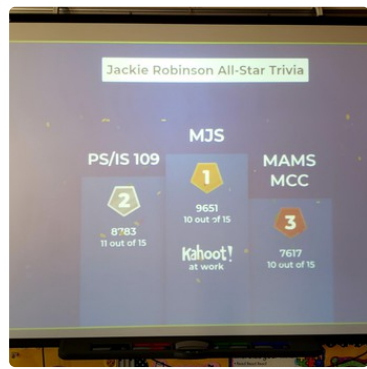 Jackie Robinson All-Star Trivia
MJS
PS/IS 109
MAMS
MCC
1
2
3
9651
10 out of 15
8783
11 out of 15
7617
10 out of 15
Kahoot!
at work